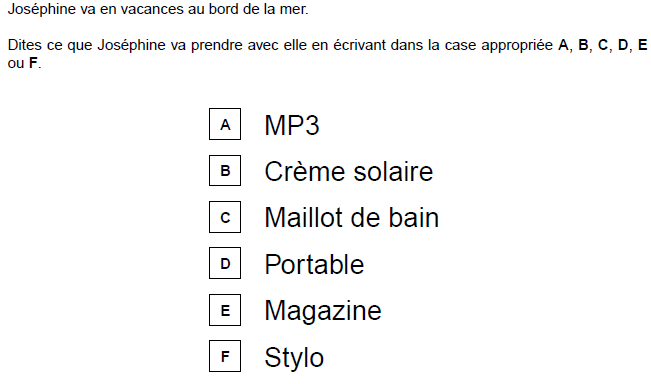 Joséphine va en vacances au bord de la mer.
Dites ce que Joséphine va prendre avec elle en écrivant dans la case appropriée A, B, C, D, E
ou F.
A MP3
B Crème solaire
C Maillot de bain
D Portable
E Magazine
F Stylo